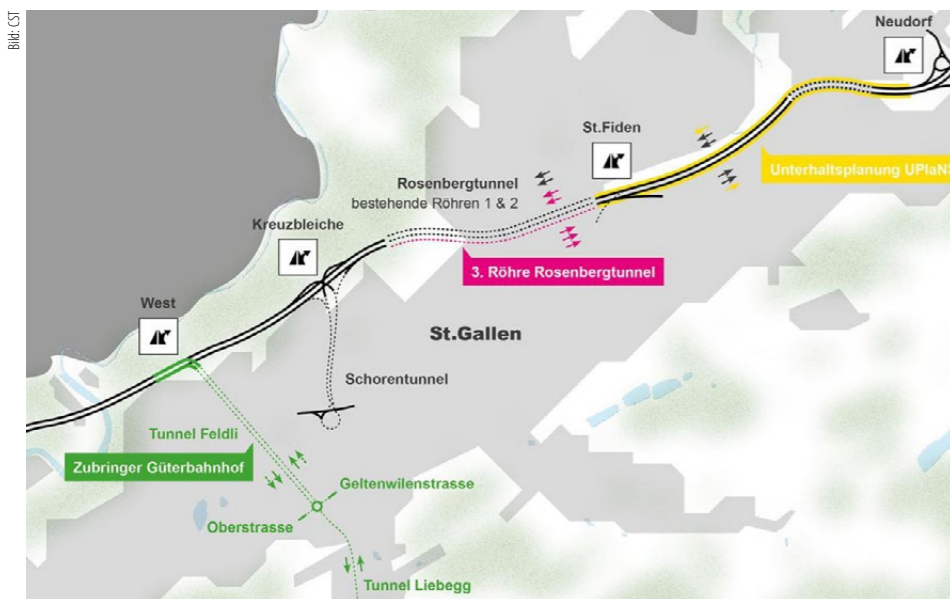 Bild: CST
Neudorf
St.Fiden
Unterhaltsplanung UPlaNS
Rosenbergtunnel
bestehende Röhren 1 & 2
Kreuzbleiche
3. Röhre Rosenbergtunnel
West
St.Gallen
Schorentunnel
Tunnel Feldli
Zubringer Güterbahnhof
Geltenwilenstrasse
Oberstrasse
Tunnel Liebegg